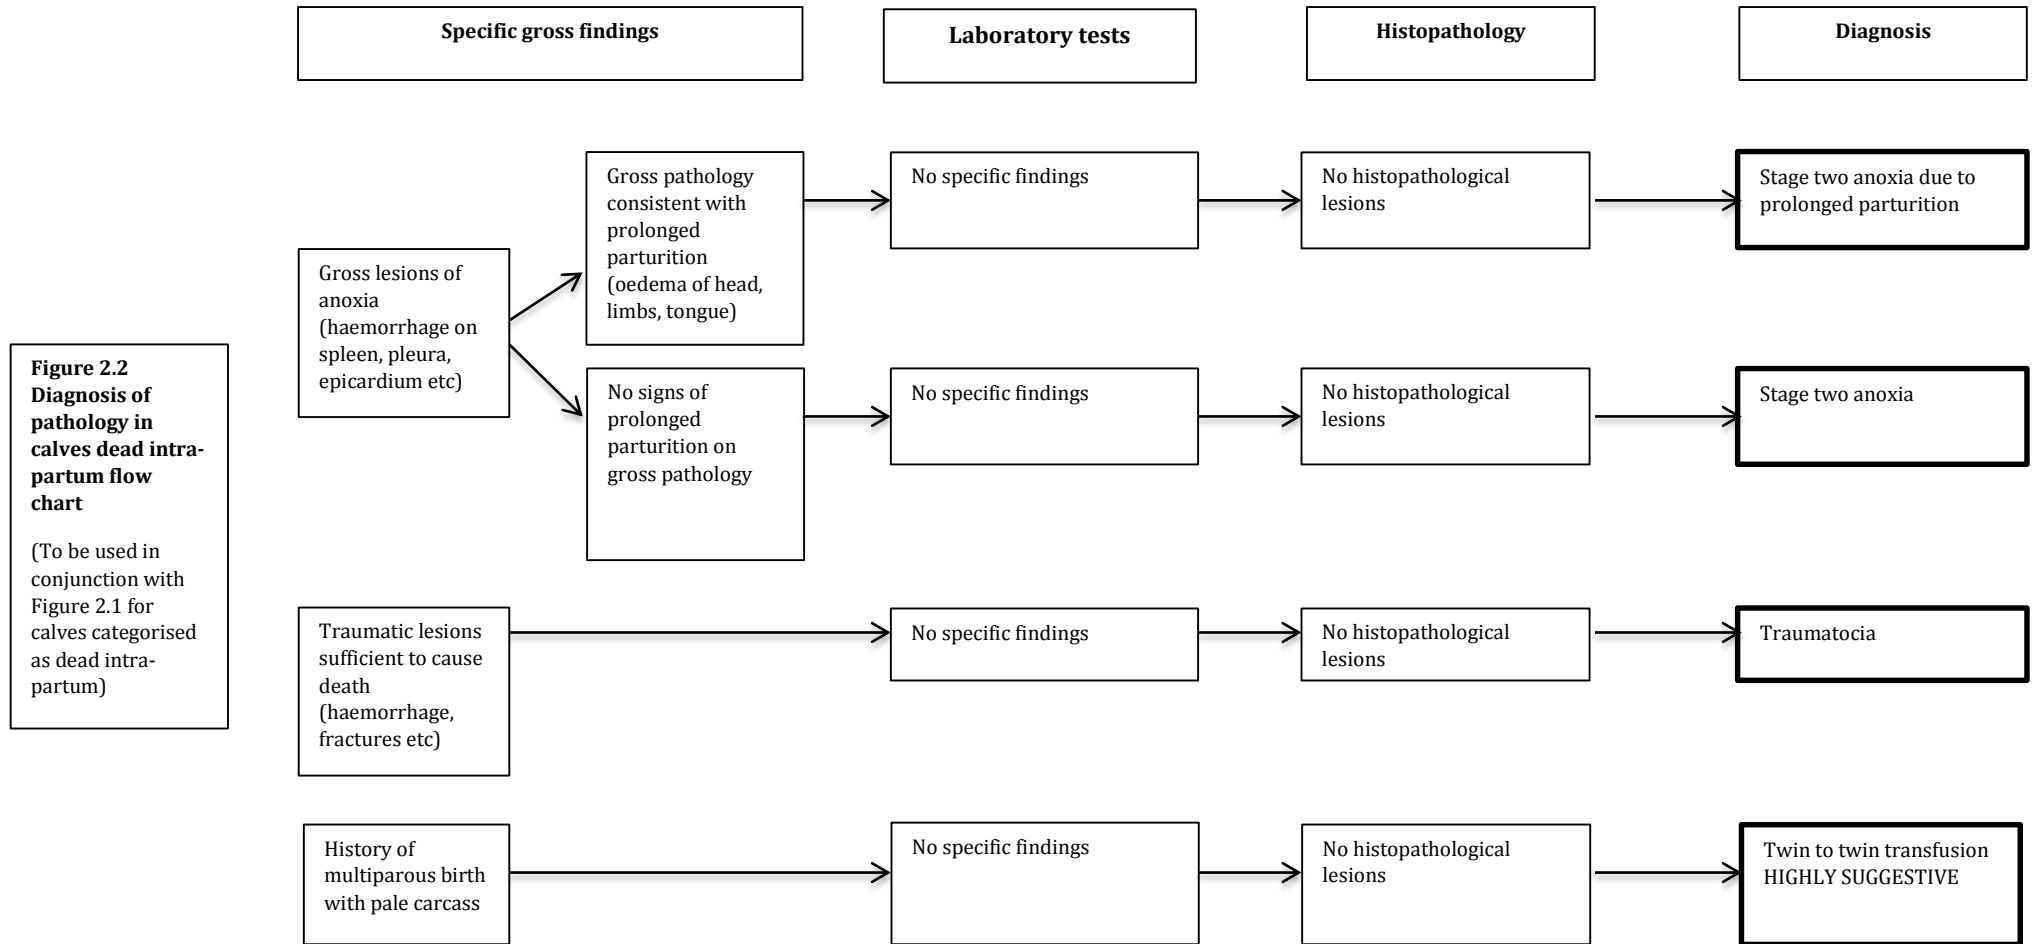 Specific gross findings
Laboratory tests
Histopathology
Diagnosis
Figure 2.2
Diagnosis of
pathology in
calves dead intra-
partum flow
chart
(To be used in
conjunction with
Figure 2.1 for
calves categorised
as dead intra-
partum)
Gross lesions of
anoxia
(haemorrhage on
spleen, pleura,
epicardium etc)
Gross pathology
consistent with
prolonged
parturition
(oedema of head,
limbs, tongue)
No specific findings
No histopathological
lesions
Stage two anoxia due to
prolonged parturition
No signs of
prolonged
parturition on
gross pathology
No specific findings
No histopathological
lesions
Stage two anoxia
Traumatic lesions
sufficient to cause
death
(haemorrhage,
fractures etc)
No specific findings
No histopathological
lesions
Traumatocia
History of
multiparous birth
with pale carcass
No specific findings
No histopathological
lesions
Twin to twin transfusion
HIGHLY SUGGESTIVE